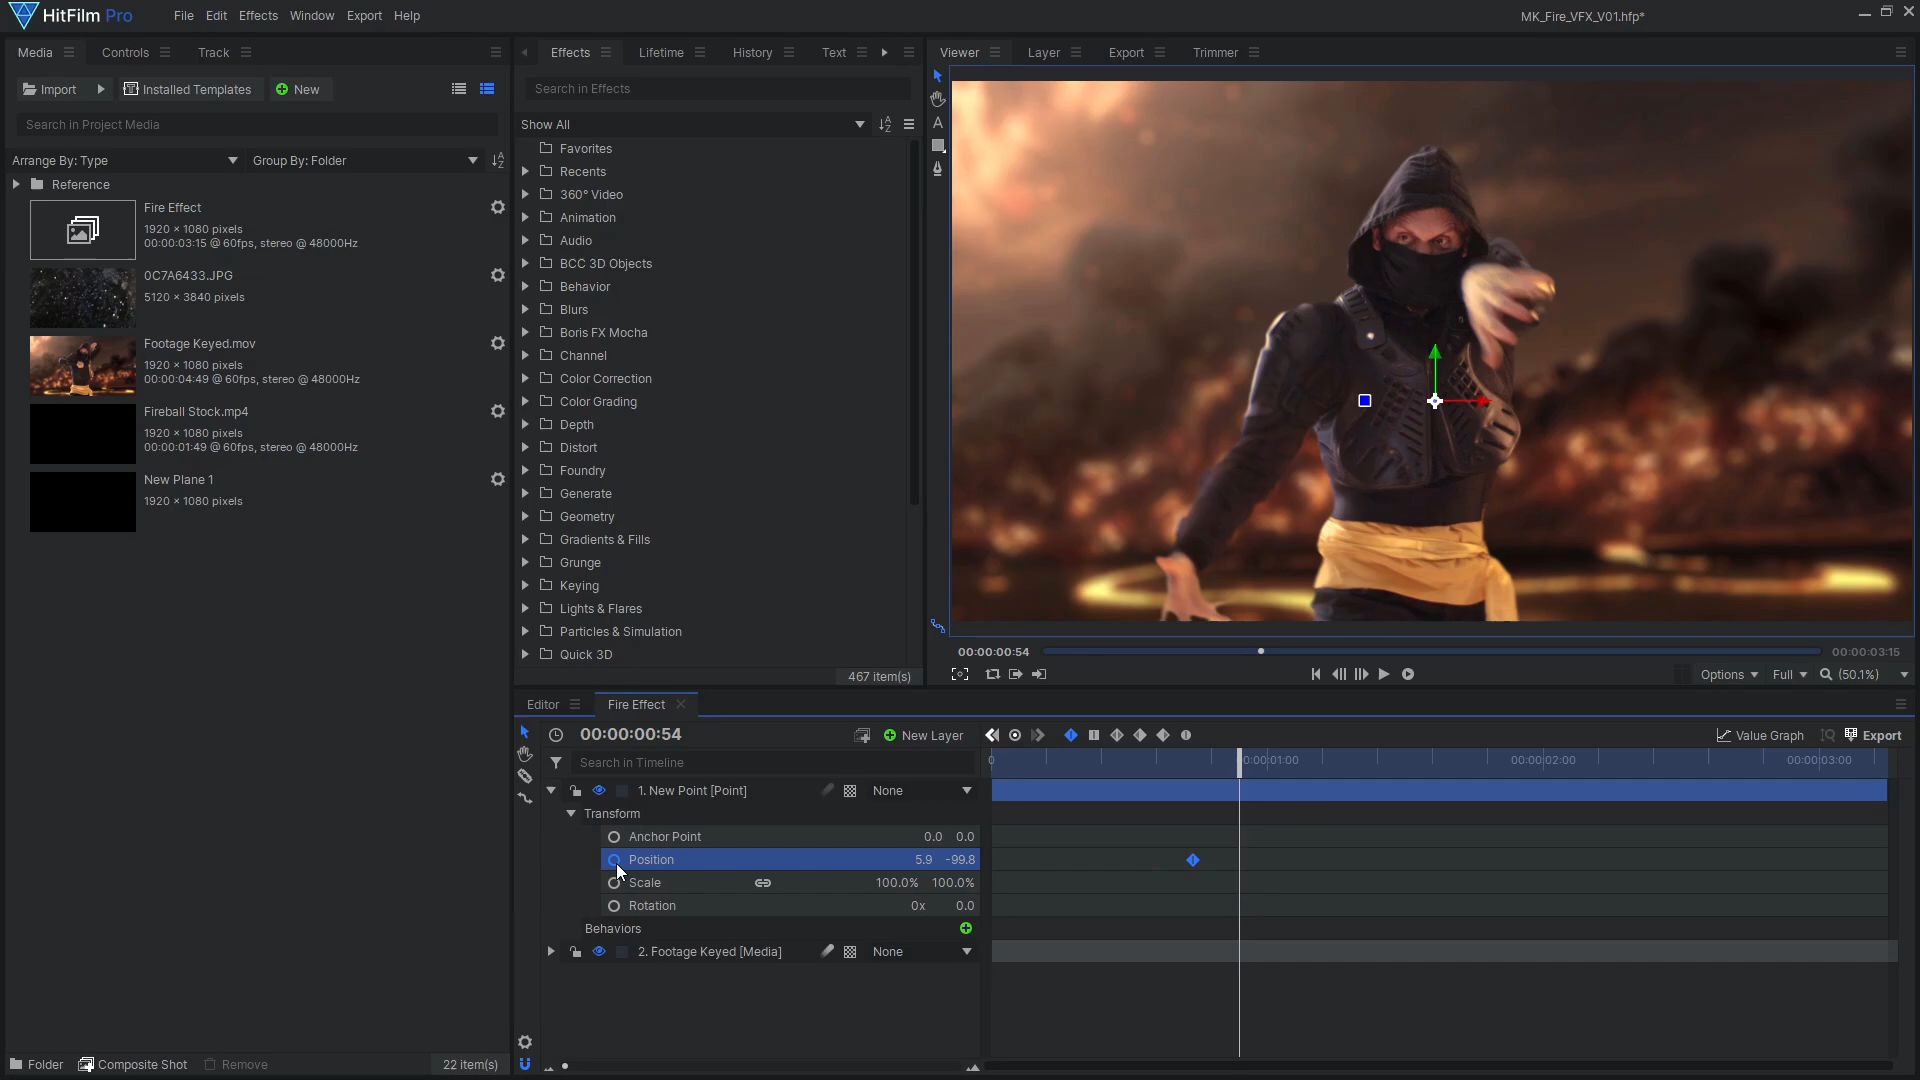 HitFilm Pro
File Edit Effects Window Export Help
MK_Fire_VFX_V01.hfp*
Media Controls Track
Import Installed Templates New
Search in Project Media
Arrange By: Type Group By: Folder
Reference
Fire Effect
1920 × 1080 pixels
00:00:03:15 @ 60fps, stereo @ 48000Hz
0C7A6433.JPG
5120 × 3840 pixels
Footage Keyed.mov
1920 × 1080 pixels
00:00:04:49 @ 60fps, stereo @ 48000Hz
Fireball Stock.mp4
1920 × 1080 pixels
00:00:01:49 @ 60fps, stereo @ 48000Hz
New Plane 1
1920 × 1080 pixels
Folder Composite Shot Remove 22 item(s)
Effects Lifetime History Text
Search in Effects
Show All
Favorites
Recents
360° Video
Animation
Audio
BCC 3D Objects
Behavior
Blurs
Boris FX Mocha
Channel
Color Correction
Color Grading
Depth
Distort
Foundry
Generate
Geometry
Gradients & Fills
Grunge
Keying
Lights & Flares
Particles & Simulation
Quick 3D
467 item(s)
Viewer Layer Export Trimmer
00:00:00:54 00:00:03:15
Options Full (50.1%)
Editor Fire Effect
00:00:00:54 New Layer Value Graph Export
Search in Timeline 0 00:00:01:00 00:00:02:00 00:00:03:00
1. New Point [Point] None
Transform
Anchor Point 0.0 0.0
Position 5.9 -99.8
Scale 100.0% 100.0%
Rotation 0x 0.0
Behaviors
2. Footage Keyed [Media] None